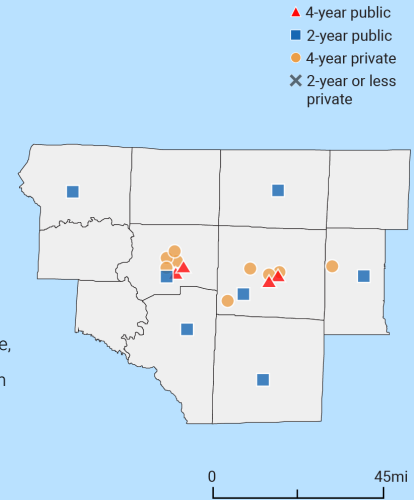 4-year public
2-year public
4-year private
2-year or less
private
e,
n
0 45mi